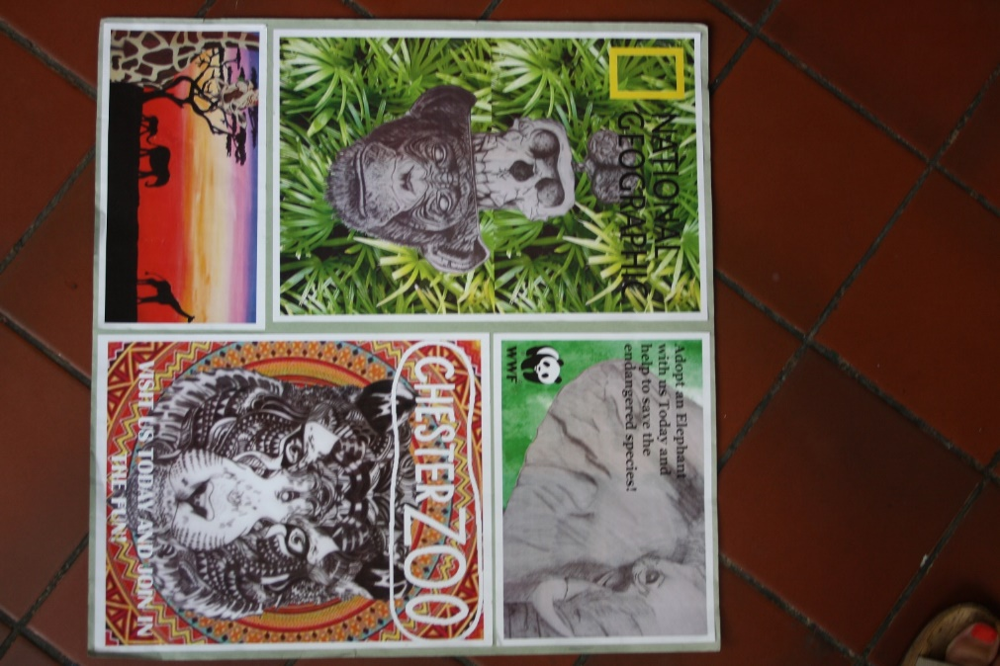 NATIONAL
GEOGRAPHIC
CHESTER ZOO
VISIT US TODAY AND JOIN IN
THE FUN!
WWF
Adopt an Elephant
with us Today and
help to save the
endangered species!